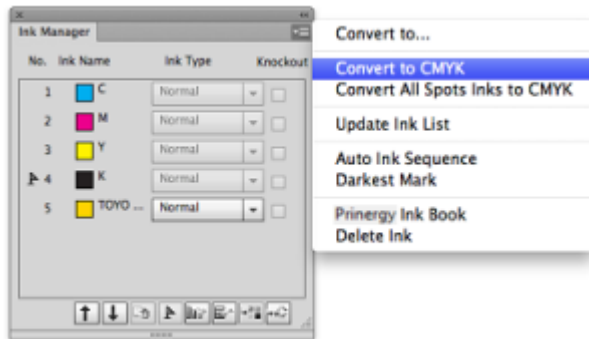 Ink Manager
No. Ink Name Ink Type Knockout
1 C Normal
2 M Normal
3 Y Normal
4 K Normal
5 TOYO ... Normal
Convert to...
Convert to CMYK
Convert All Spots Inks to CMYK
Update Ink List
Auto Ink Sequence
Darkest Mark
Prinergy Ink Book
Delete Ink